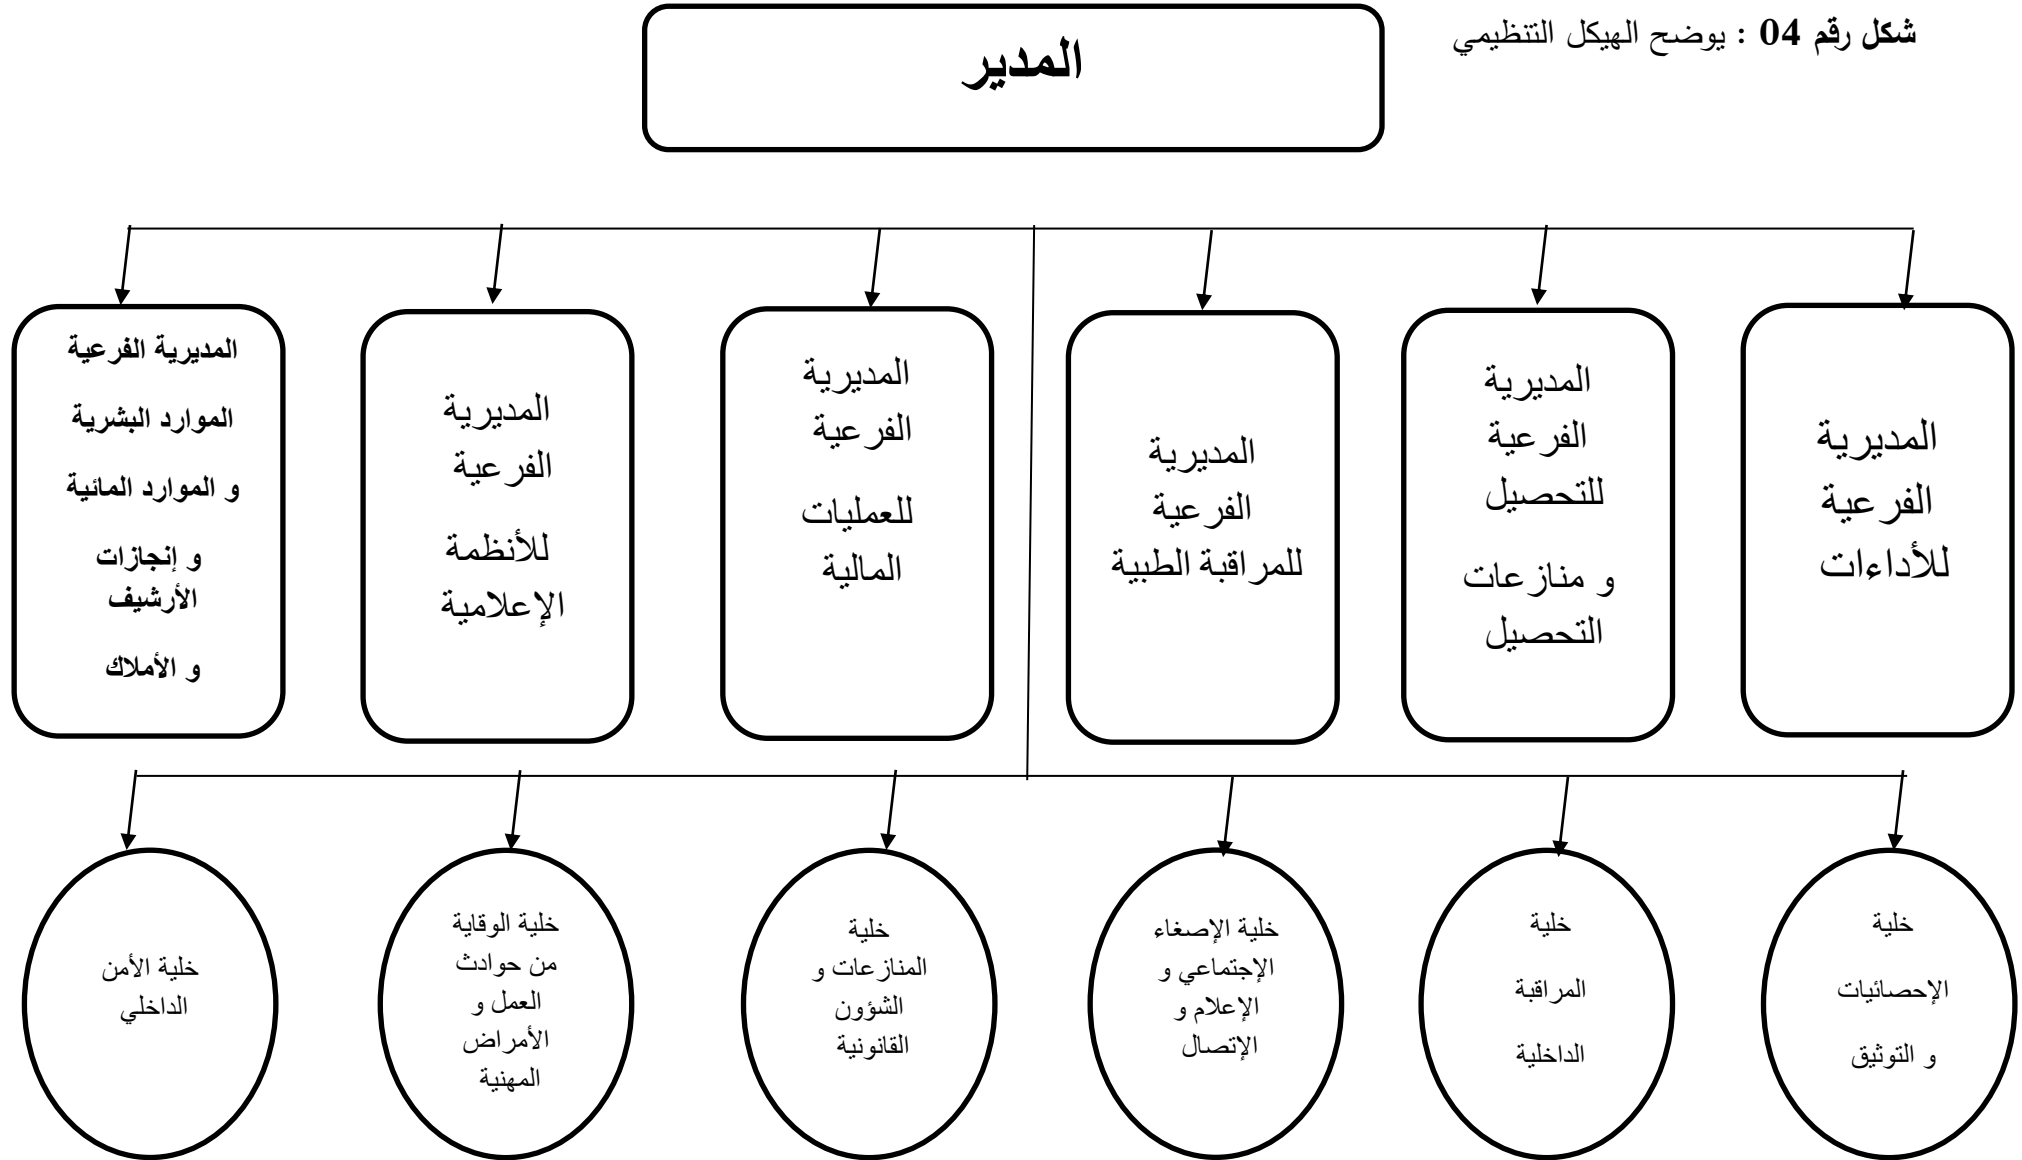 شكل رقم 04 : يوضح الهيكل التنظيمي
المدير
المديرية
الفرعية
للأداءات
المديرية
الفرعية
للتحصيل
و منازعات
التحصيل
المديرية
الفرعية
للمراقبة الطبية
المديرية
الفرعية
للعمليات
المالية
المديرية
الفرعية
للأنظمة
الإعلامية
المديرية الفرعية
الموارد البشرية
و الموارد المائية
و إنجازات
الأرشيف
و الأملاك
خلية
الإحصائيات
و التوثيق
خلية
المراقبة
الداخلية
خلية الإصغاء
الإجتماعي و
الإعلام و
الإتصال
خلية
المنازعات و
الشؤون
القانونية
خلية الوقاية
من حوادث
العمل و
الأمراض
المهنية
خلية الأمن
الداخلي